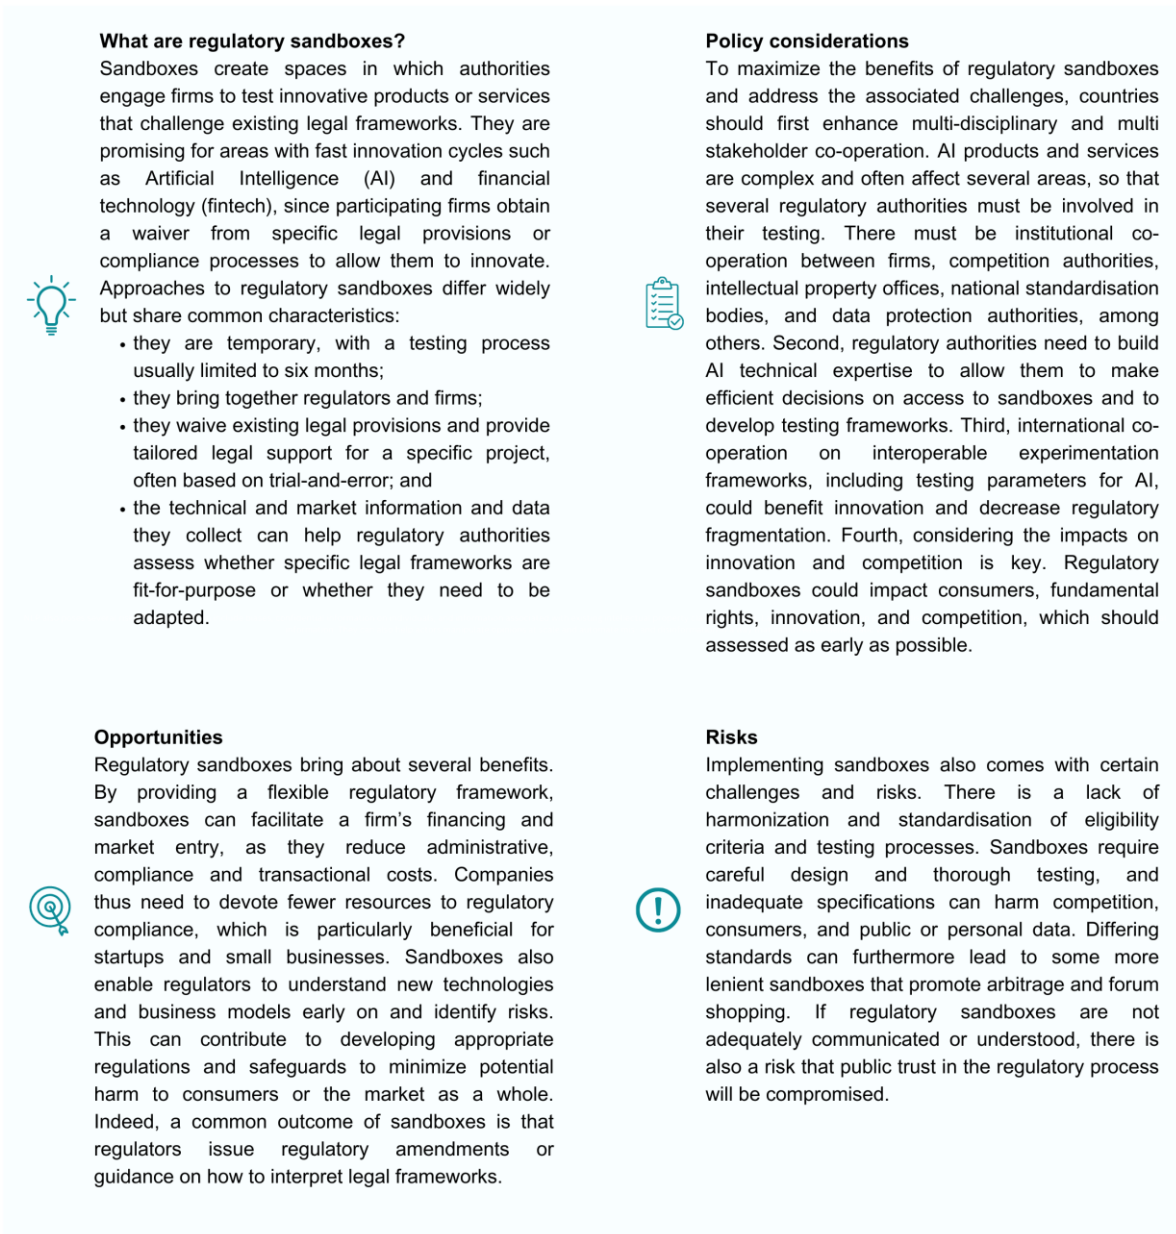 What are regulatory sandboxes?
Sandboxes create spaces in which authorities
engage firms to test innovative products or services
that challenge existing legal frameworks. They are
promising for areas with fast innovation cycles such
as Artificial Intelligence (AI) and financial
technology (fintech), since participating firms obtain
a waiver from specific legal provisions or
compliance processes to allow them to innovate.
Approaches to regulatory sandboxes differ widely
but share common characteristics:
• they are temporary, with a testing process
usually limited to six months;
• they bring together regulators and firms;
• they waive existing legal provisions and provide
tailored legal support for a specific project,
often based on trial-and-error; and
• the technical and market information and data
they collect can help regulatory authorities
assess whether specific legal frameworks are
fit-for-purpose or whether they need to be
adapted.
Policy considerations
To maximize the benefits of regulatory sandboxes
and address the associated challenges, countries
should first enhance multi-disciplinary and multi
stakeholder co-operation. AI products and services
are complex and often affect several areas, so that
several regulatory authorities must be involved in
their testing. There must be institutional co-
operation between firms, competition authorities,
intellectual property offices, national standardisation
bodies, and data protection authorities, among
others. Second, regulatory authorities need to build
AI technical expertise to allow them to make
efficient decisions on access to sandboxes and to
develop testing frameworks. Third, international co-
operation on interoperable experimentation
frameworks, including testing parameters for AI,
could benefit innovation and decrease regulatory
fragmentation. Fourth, considering the impacts on
innovation and competition is key. Regulatory
sandboxes could impact consumers, fundamental
rights, innovation, and competition, which should
assessed as early as possible.
Opportunities
Regulatory sandboxes bring about several benefits.
By providing a flexible regulatory framework,
sandboxes can facilitate a firm's financing and
market entry, as they reduce administrative,
compliance and transactional costs. Companies
thus need to devote fewer resources to regulatory
compliance, which is particularly beneficial for
startups and small businesses. Sandboxes also
enable regulators to understand new technologies
and business models early on and identify risks.
This can contribute to developing appropriate
regulations and safeguards to minimize potential
harm to consumers or the market as a whole.
Indeed, a common outcome of sandboxes is that
regulators issue regulatory amendments or
guidance on how to interpret legal frameworks.
Risks
Implementing sandboxes also comes with certain
challenges and risks. There is a lack of
harmonization and standardisation of eligibility
criteria and testing processes. Sandboxes require
careful design and thorough testing, and
inadequate specifications can harm competition,
consumers, and public or personal data. Differing
standards can furthermore lead to some more
lenient sandboxes that promote arbitrage and forum
shopping. If regulatory sandboxes are not
adequately communicated or understood, there is
also a risk that public trust in the regulatory process
will be compromised.